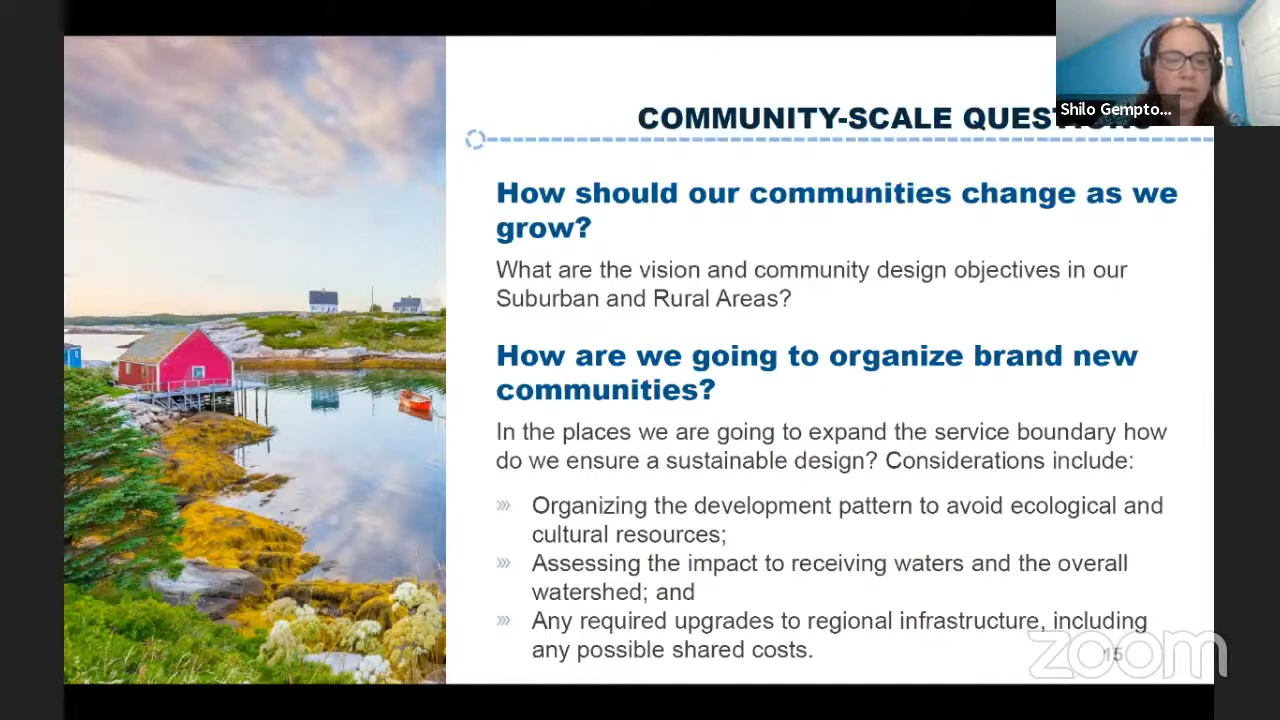 Shilo Gempto...
COMMUNITY-SCALE QUESTIONS
How should our communities change as we
grow?
What are the vision and community design objectives in our
Suburban and Rural Areas?
How are we going to organize brand new
communities?
In the places we are going to expand the service boundary how
do we ensure a sustainable design? Considerations include:
Organizing the development pattern to avoid ecological and
cultural resources;
Assessing the impact to receiving waters and the overall
watershed; and
Any required upgrades to regional infrastructure, including
any possible shared costs.
15
zoom